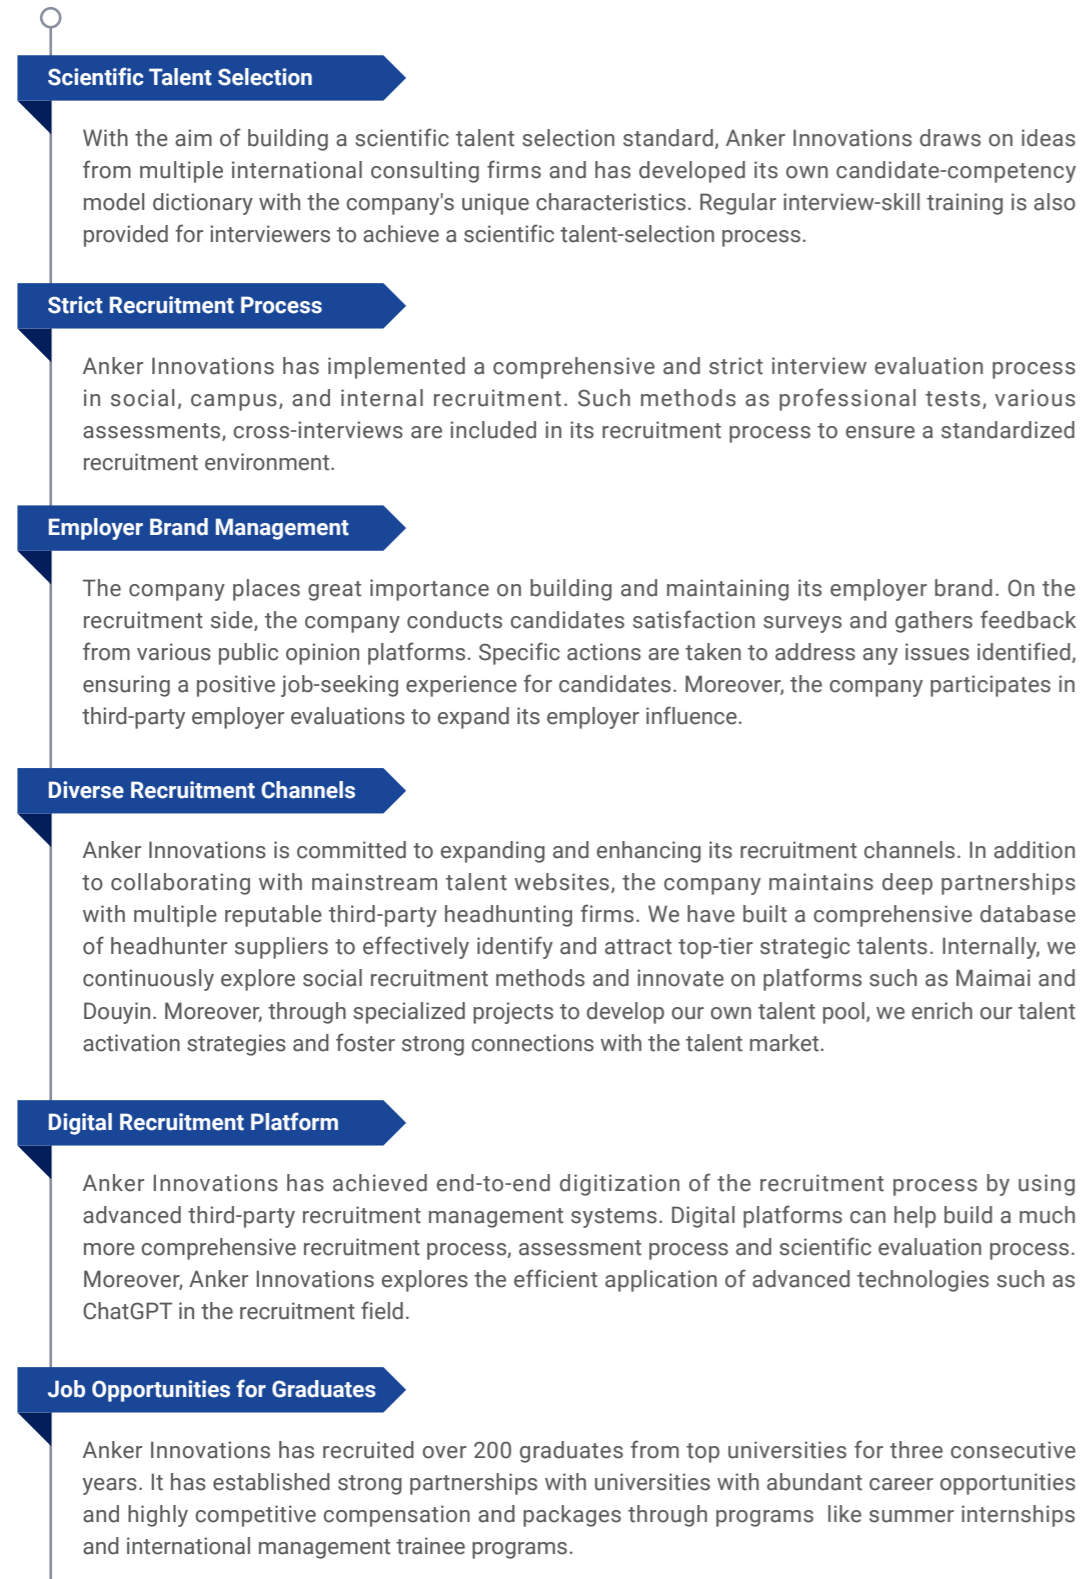 Scientific Talent Selection
With the aim of building a scientific talent selection standard, Anker Innovations draws on ideas
from multiple international consulting firms and has developed its own candidate-competency
model dictionary with the company's unique characteristics. Regular interview-skill training is also
provided for interviewers to achieve a scientific talent-selection process.
Strict Recruitment Process
Anker Innovations has implemented a comprehensive and strict interview evaluation process
in social, campus, and internal recruitment. Such methods as professional tests, various
assessments, cross-interviews are included in its recruitment process to ensure a standardized
recruitment environment.
Employer Brand Management
The company places great importance on building and maintaining its employer brand. On the
recruitment side, the company conducts candidates satisfaction surveys and gathers feedback
from various public opinion platforms. Specific actions are taken to address any issues identified,
ensuring a positive job-seeking experience for candidates. Moreover, the company participates in
third-party employer evaluations to expand its employer influence.
Diverse Recruitment Channels
Anker Innovations is committed to expanding and enhancing its recruitment channels. In addition
to collaborating with mainstream talent websites, the company maintains deep partnerships
with multiple reputable third-party headhunting firms. We have built a comprehensive database
of headhunter suppliers to effectively identify and attract top-tier strategic talents. Internally, we
continuously explore social recruitment methods and innovate on platforms such as Maimai and
Douyin. Moreover, through specialized projects to develop our own talent pool, we enrich our talent
activation strategies and foster strong connections with the talent market.
Digital Recruitment Platform
Anker Innovations has achieved end-to-end digitization of the recruitment process by using
advanced third-party recruitment management systems. Digital platforms can help build a much
more comprehensive recruitment process, assessment process and scientific evaluation process.
Moreover, Anker Innovations explores the efficient application of advanced technologies such as
ChatGPT in the recruitment field.
Job Opportunities for Graduates
Anker Innovations has recruited over 200 graduates from top universities for three consecutive
years. It has established strong partnerships with universities with abundant career opportunities
and highly competitive compensation and packages through programs like summer internships
and international management trainee programs.